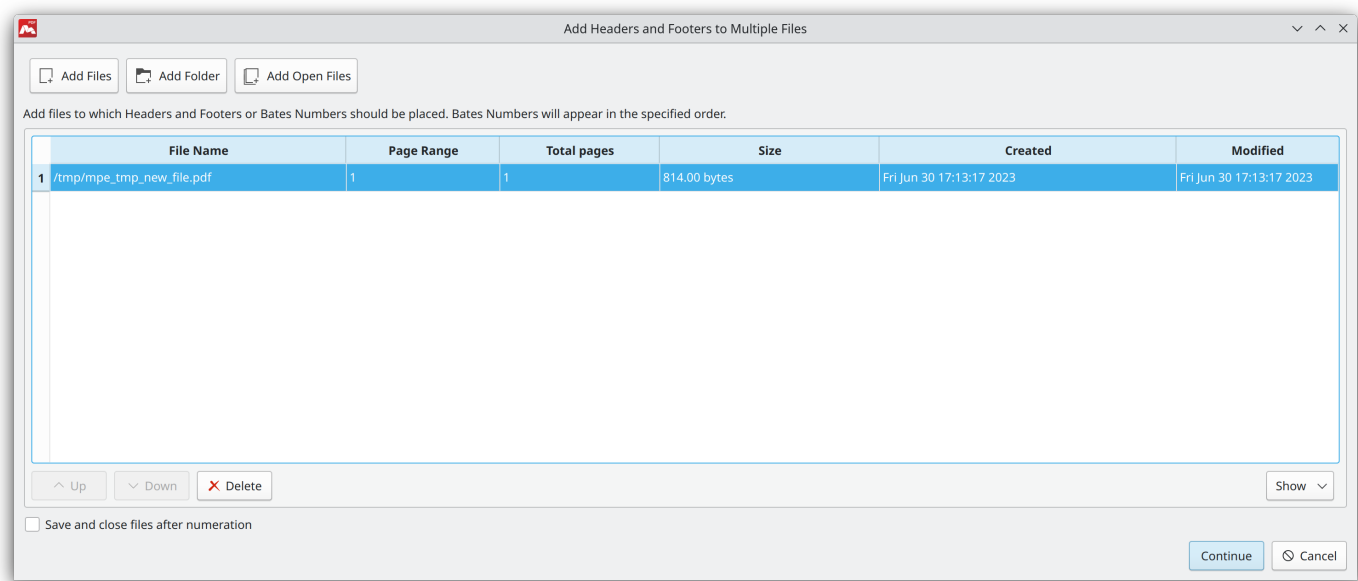 Add Headers and Footers to Multiple Files
Add Files Add Folder Add Open Files
Add files to which Headers and Footers or Bates Numbers should be placed. Bates Numbers will appear in the specified order.
File Name Page Range Total pages Size Created Modified
1 /tmp/mpe_tmp_new_file.pdf 1 1 814.00 bytes Fri Jun 30 17:13:17 2023 Fri Jun 30 17:13:17 2023
Up Down Delete Show
Save and close files after numeration
Continue Cancel